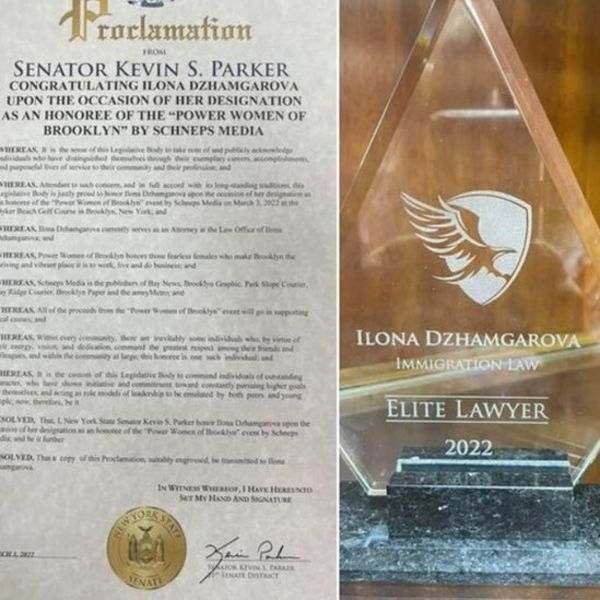 Proclamation
FROM
SENATOR KEVIN S. PARKER
CONGRATULATING ILONA DZHAMGAROVA
UPON THE OCCASION OF HER DESIGNATION
AS AN HONOREE OF THE “POWER WOMEN OF
BROOKLYN” BY SCHNEPS MEDIA
WHEREAS, It is the sense of this Legislative Body to take note of and publicly acknowledge
individuals who have distinguished themselves through their exemplary careers, accomplishments,
and purposeful lives of service to their community and their profession; and
WHEREAS, Attendant to such concern, and in full accord with its long-standing traditions, this
Legislative Body is justly proud to honor Ilona Dzhamgarova upon the occasion of her designation as
an honoree of the “Power Women of Brooklyn” event by Schneps Media on March 3, 2022 at the
Dyker Beach Golf Course in Brooklyn, New York; and
WHEREAS, Ilona Dzhamgarova currently serves as an Attorney at the Law Office of Ilona
Dzhamgarova; and
WHEREAS, Power Women of Brooklyn honors those fearless females who make Brooklyn the
thriving and vibrant place it is to work, live and do business; and
WHEREAS, Schneps Media is the publishers of Bay News, Brooklyn Graphic, Park Slope Courier,
Bay Ridge Courier, Brooklyn Paper and the amnyMetro; and
WHEREAS, All of the proceeds from the “Power Women of Brooklyn” event will go in supporting
local causes; and
WHEREAS, Within every community, there are inevitably some individuals who, by virtue of
their energy, vision, and dedication, command the greatest respect among their friends and
colleagues, and within the community at large; this honoree is one such individual; and
WHEREAS, It is the custom of this Legislative Body to commend individuals of outstanding
character, who have shown initiative and commitment toward constantly pursuing higher goals
for themselves, and acting as role models of leadership to be emulated by both peers and young
people; now, therefore, be it
RESOLVED, That I, New York State Senator Kevin S. Parker honor Ilona Dzhamgarova upon the
occasion of her designation as an honoree of the “Power Women of Brooklyn” event by Schneps
Media; and be it further
RESOLVED, That a copy of this Proclamation, suitably engrossed, be transmitted to Ilona
Dzhamgarova.
IN WITNESS WHEREOF, I HAVE HEREUNTO
SET MY HAND AND SIGNATURE
NEW YORK STATE
SENATE
MARCH 3, 2022
Kevin Parker
SENATOR KEVIN S. PARKER
21ST SENATE DISTRICT
ILONA DZHAMGAROVA
IMMIGRATION LAW
ELITE LAWYER
2022